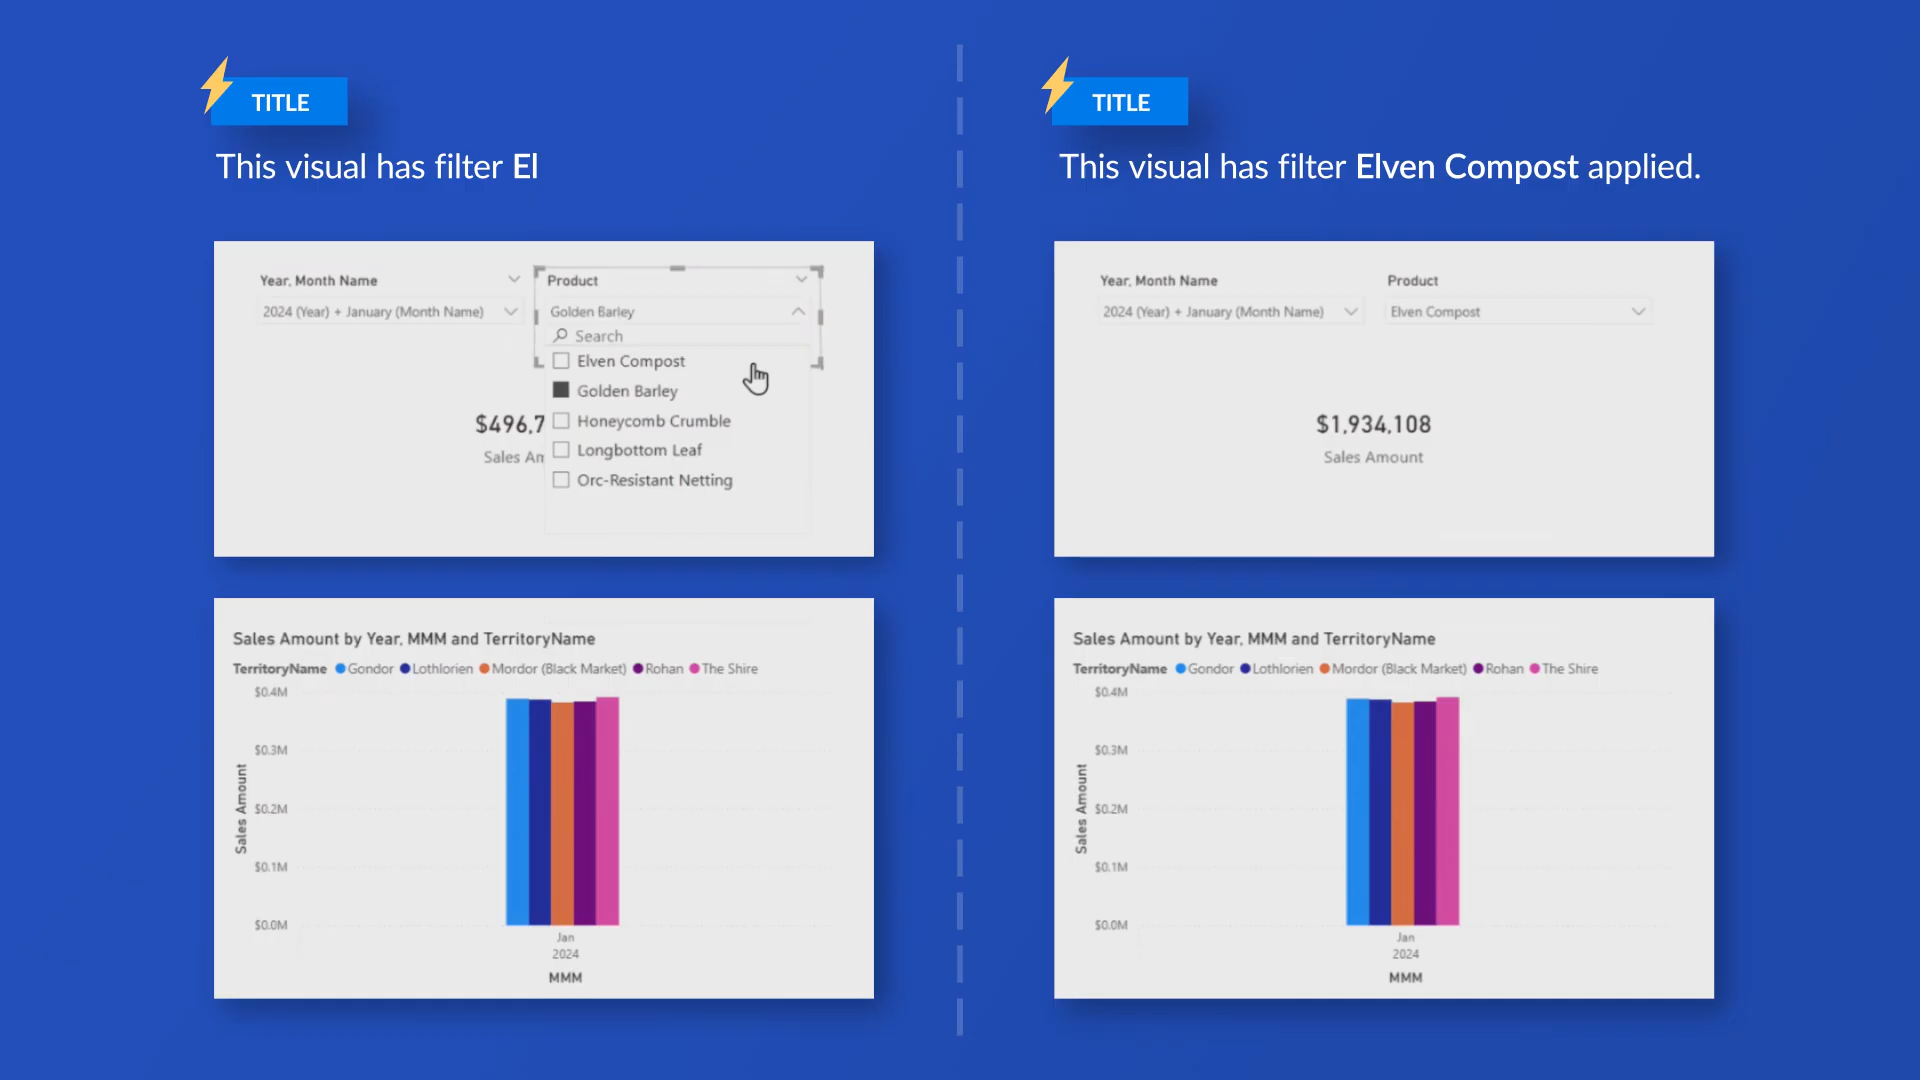 TITLE
This visual has filter El
Year, Month Name
2024 (Year) + January (Month Name)
Product
Golden Barley
Search
Elven Compost
Golden Barley
Honeycomb Crumble
Longbottom Leaf
Orc-Resistant Netting
$496,7
Sales Am
Sales Amount by Year, MMM and TerritoryName
TerritoryName Gondor Lothlorien Mordor (Black Market) Rohan The Shire
Sales Amount
$0.4M
$0.3M
$0.2M
$0.1M
$0.0M
Jan
2024
MMM
TITLE
This visual has filter Elven Compost applied.
Year, Month Name
2024 (Year) + January (Month Name)
Product
Elven Compost
$1,934,108
Sales Amount
Sales Amount by Year, MMM and TerritoryName
TerritoryName Gondor Lothlorien Mordor (Black Market) Rohan The Shire
Sales Amount
$0.4M
$0.3M
$0.2M
$0.1M
$0.0M
Jan
2024
MMM